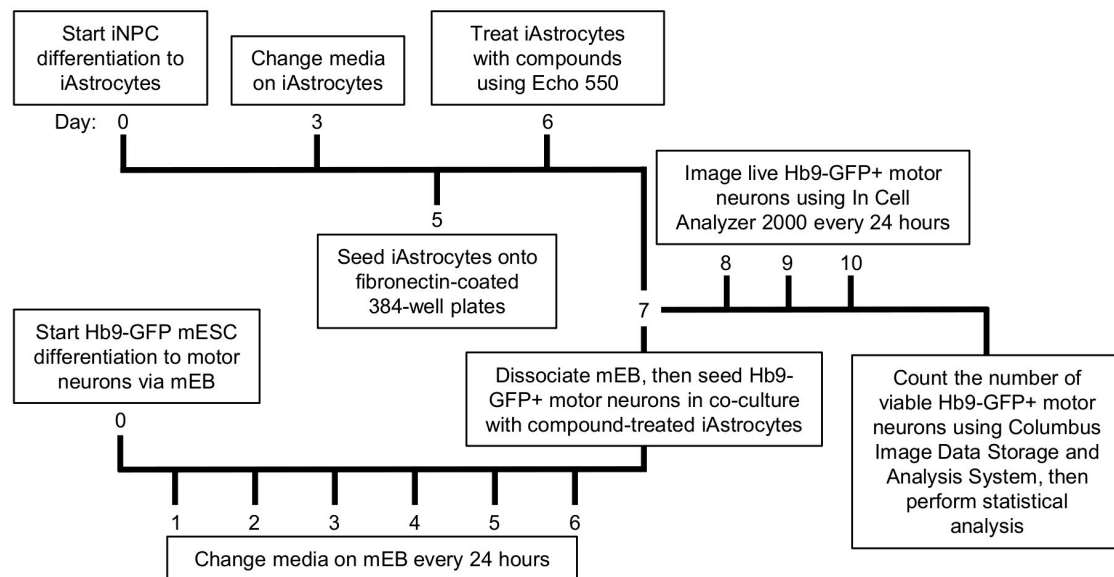 Start iNPC
differentiation to
iAstrocytes
Change media
on iAstrocytes
Treat iAstrocytes
with compounds
using Echo 550
Day: 0 3 6
5
Seed iAstrocytes onto
fibronectin-coated
384-well plates
Image live Hb9-GFP+ motor
neurons using In Cell
Analyzer 2000 every 24 hours
8 9 10
7
Start Hb9-GFP mESC
differentiation to motor
neurons via mEB
0
Dissociate mEB, then seed Hb9-
GFP+ motor neurons in co-culture
with compound-treated iAstrocytes
Count the number of
viable Hb9-GFP+ motor
neurons using Columbus
Image Data Storage and
Analysis System, then
perform statistical
analysis
1 2 3 4 5 6
Change media on mEB every 24 hours